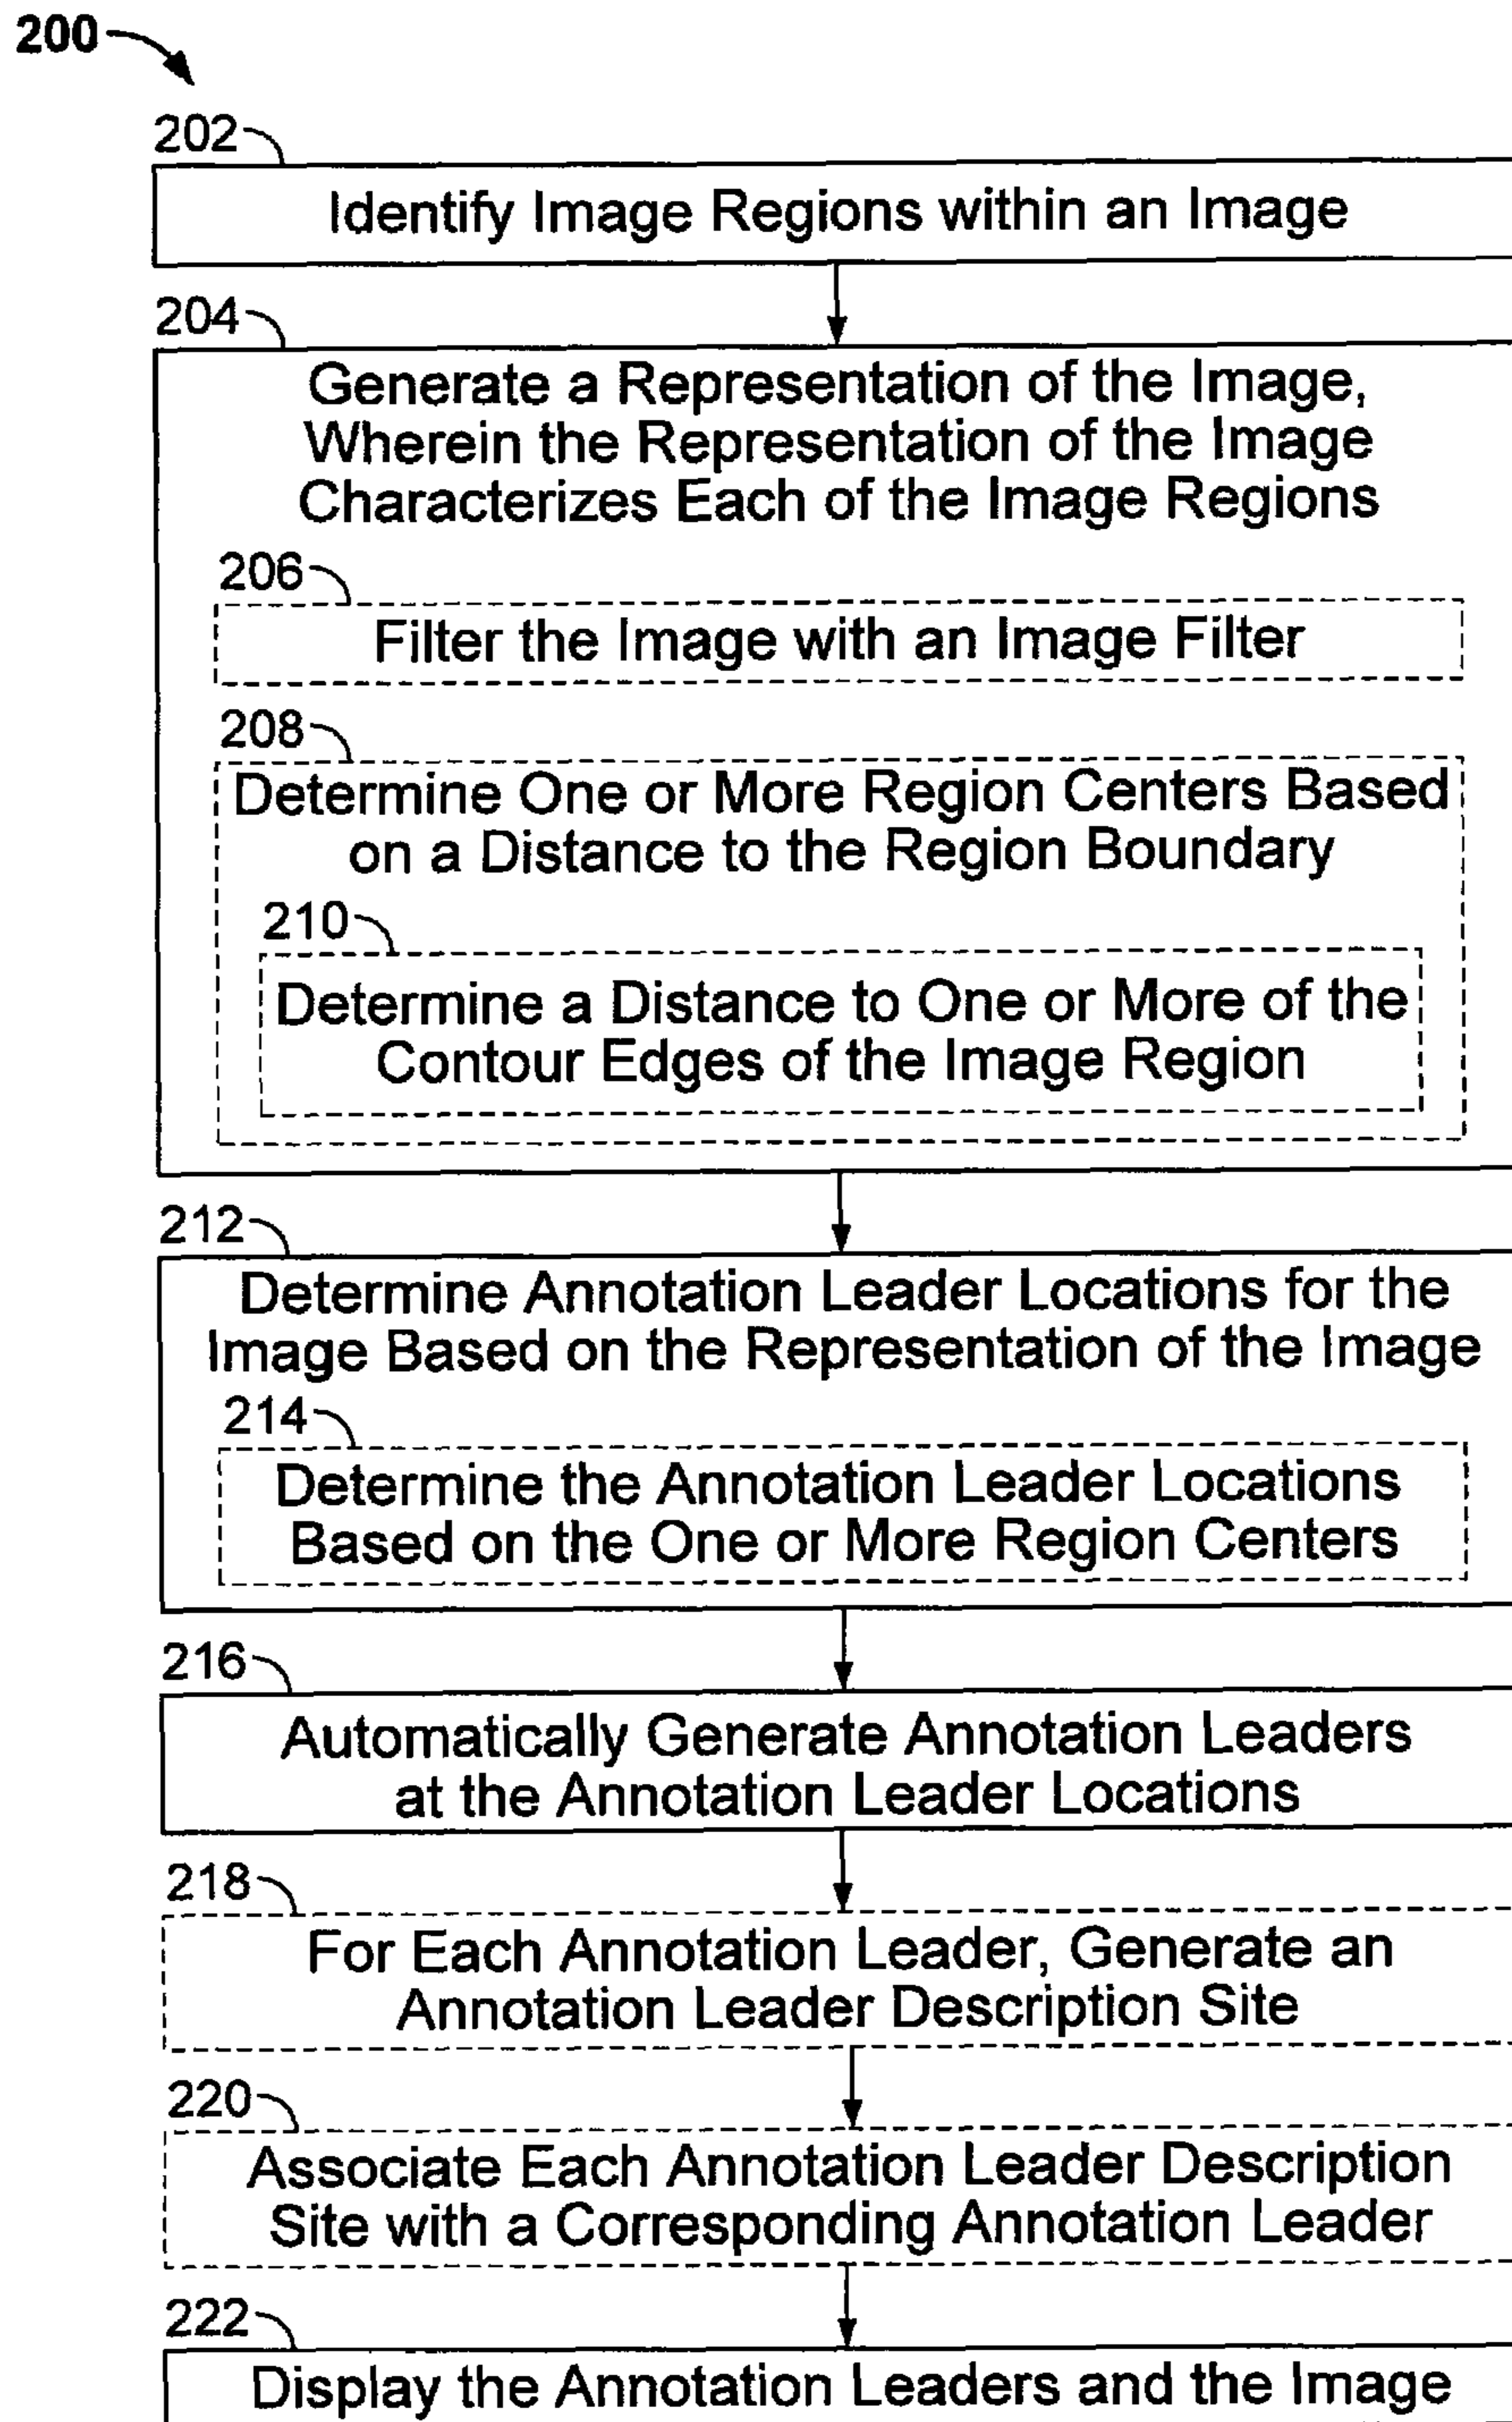 200
202
Identify Image Regions within an Image
204
Generate a Representation of the Image,
Wherein the Representation of the Image
Characterizes Each of the Image Regions
206
Filter the Image with an Image Filter
208
Determine One or More Region Centers Based
on a Distance to the Region Boundary
210
Determine a Distance to One or More of the
Contour Edges of the Image Region
212
Determine Annotation Leader Locations for the
Image Based on the Representation of the Image
214
Determine the Annotation Leader Locations
Based on the One or More Region Centers
216
Automatically Generate Annotation Leaders
at the Annotation Leader Locations
218
For Each Annotation Leader, Generate an
Annotation Leader Description Site
220
Associate Each Annotation Leader Description
Site with a Corresponding Annotation Leader
222
Display the Annotation Leaders and the Image